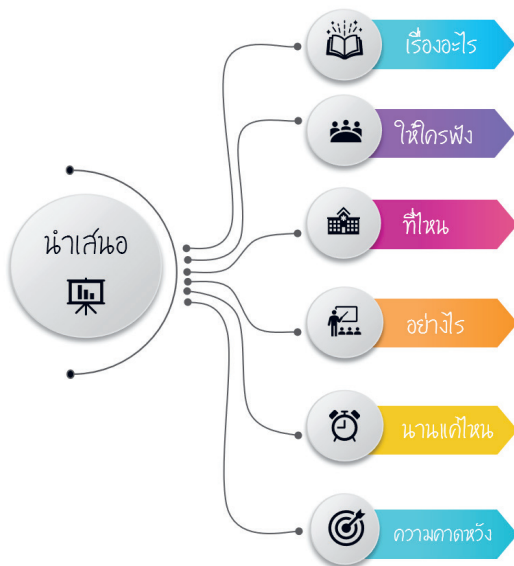 เรื่องอะไร
ให้ใครฟัง
นำเสนอ
ที่ไหน
อย่างไร
นานแค่ไหน
ความคาดหวัง